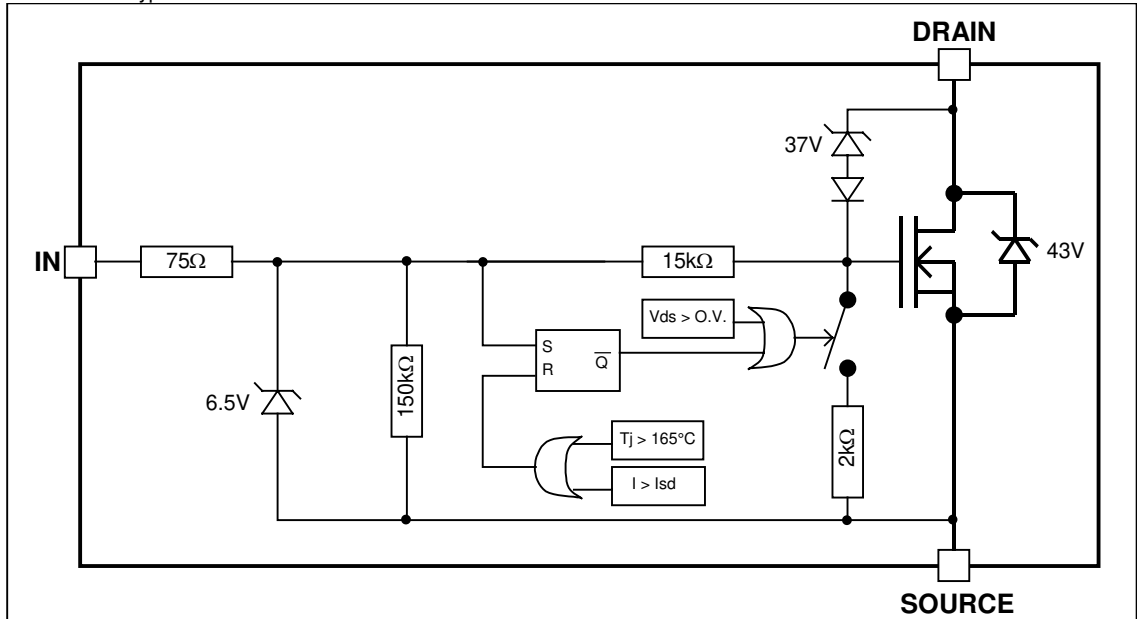 DRAIN
37V
IN
75Ω
15kΩ
43V
Vds > O.V.
S
R
Q̅
6.5V
150kΩ
Tj > 165°C
I > Isd
2kΩ
SOURCE